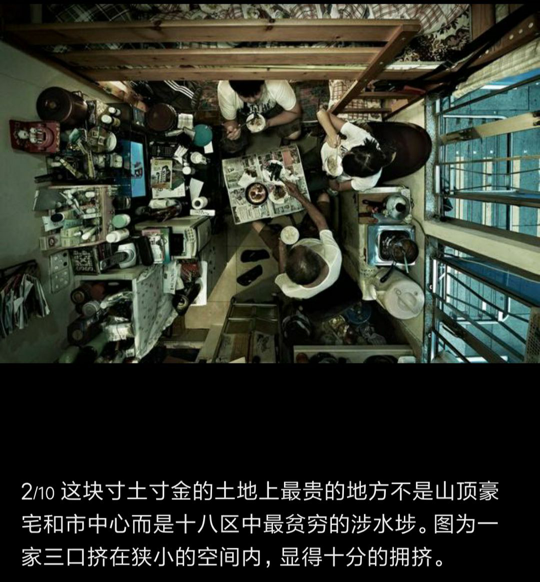 2/10 这块寸土寸金的土地上最贵的地方不是山顶豪
宅和市中心而是十八区中最贫穷的涉水埗。图为一
家三口挤在狭小的空间内，显得十分的拥挤。